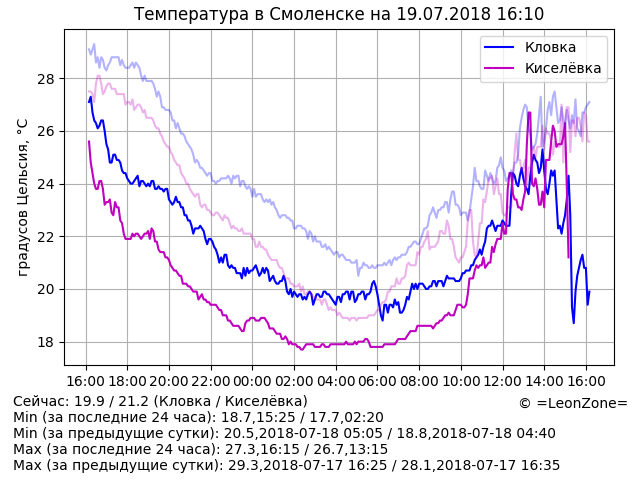 Температура в Смоленске на 19.07.2018 16:10
Кловка
Киселёвка
градусов Цельсия, °C
28
26
24
22
20
18
16:00 18:00 20:00 22:00 00:00 02:00 04:00 06:00 08:00 10:00 12:00 14:00 16:00
Сейчас: 19.9 / 21.2 (Кловка / Киселёвка)
© =LeonZone=
Min (за последние 24 часа): 18.7,15:25 / 17.7,02:20
Min (за предыдущие сутки): 20.5,2018-07-18 05:05 / 18.8,2018-07-18 04:40
Max (за последние 24 часа): 27.3,16:15 / 26.7,13:15
Max (за предыдущие сутки): 29.3,2018-07-17 16:25 / 28.1,2018-07-17 16:35